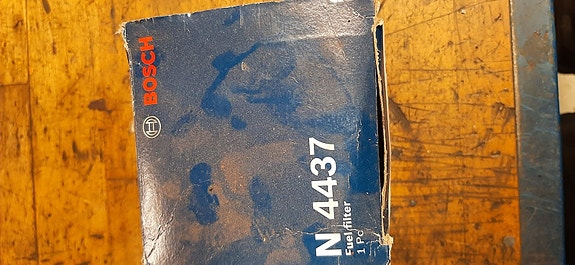 BOSCH
N 4437
Fuel filter
1 Pc